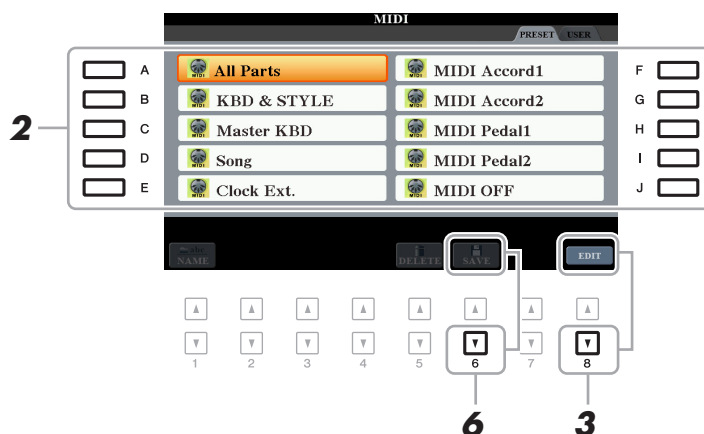 MIDI
PRESET USER
A All Parts MIDI Accord1 F
B KBD & STYLE MIDI Accord2 G
2 C Master KBD MIDI Pedal1 H
D Song MIDI Pedal2 I
E Clock Ext. MIDI OFF J
NAME DELETE SAVE EDIT
1 2 3 4 5 6 7 8
6 3